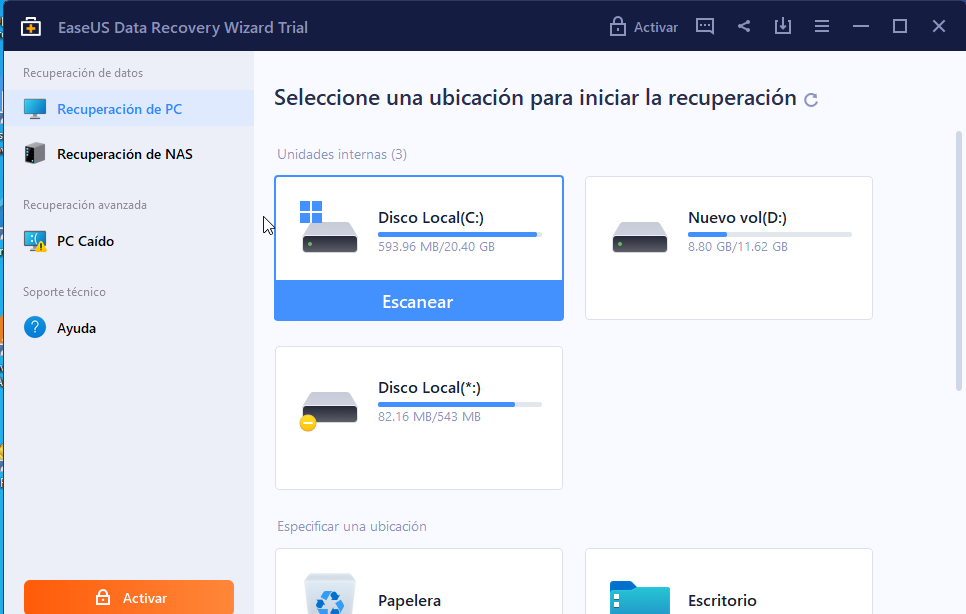 EaseUS Data Recovery Wizard Trial
Activar
Recuperación de datos
Recuperación de PC
Recuperación de NAS
Recuperación avanzada
PC Caído
Soporte técnico
Ayuda
Activar
Seleccione una ubicación para iniciar la recuperación
Unidades internas (3)
Disco Local(C:)
593.96 MB/20.40 GB
Escanear
Nuevo vol(D:)
8.80 GB/11.62 GB
Disco Local(*:)
82.16 MB/543 MB
Especificar una ubicación
Papelera
Escritorio